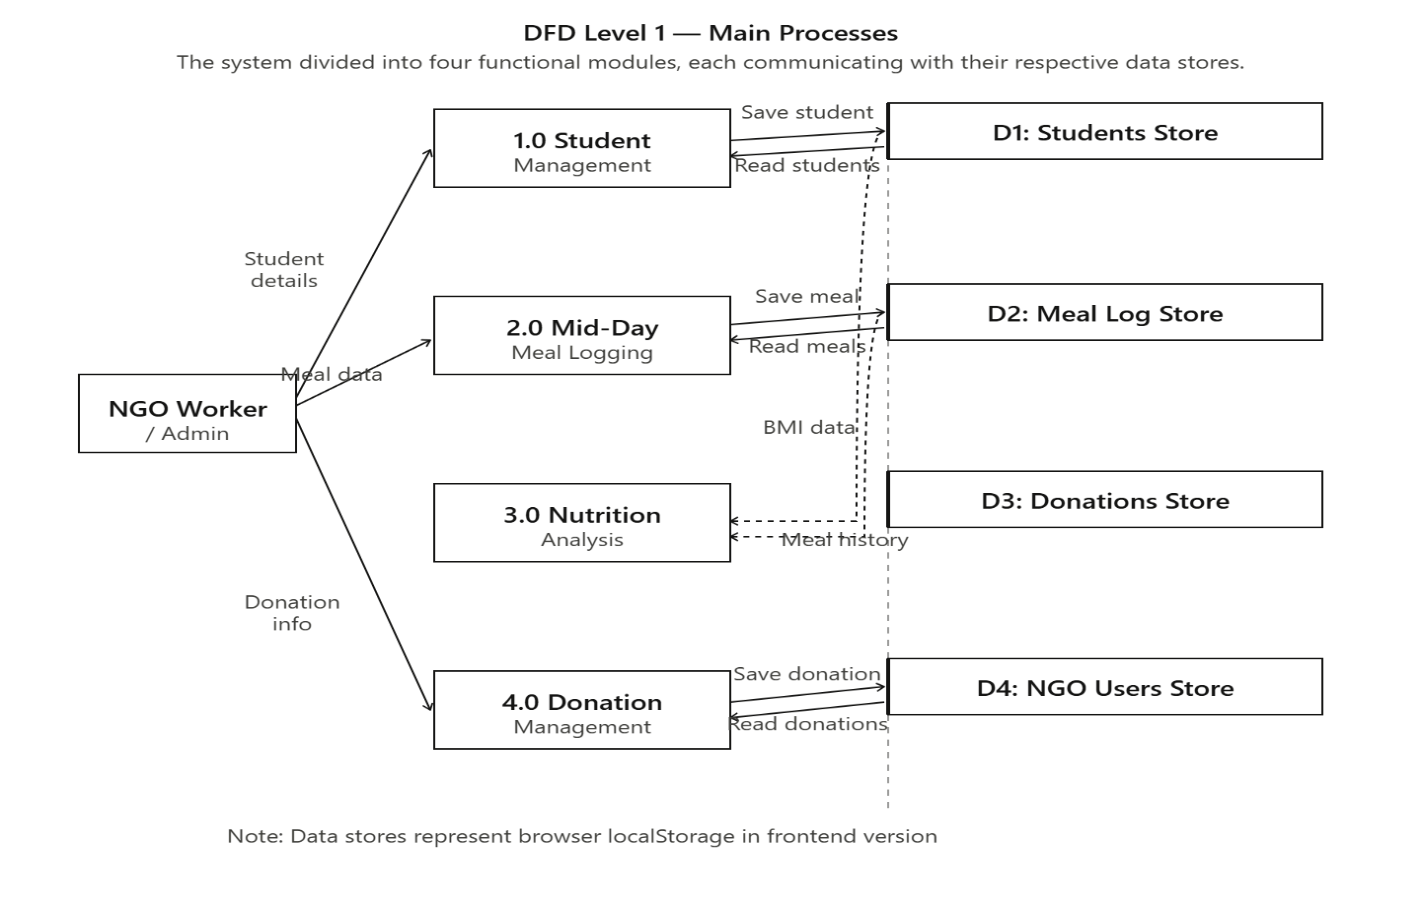 DFD Level 1 — Main Processes
The system divided into four functional modules, each communicating with their respective data stores.
Save student
1.0 Student
Management
D1: Students Store
Read students
Student
details
Save meal
2.0 Mid-Day
Meal Logging
D2: Meal Log Store
Read meals
Meal data
NGO Worker
/ Admin
BMI data
3.0 Nutrition
Analysis
D3: Donations Store
Meal history
Donation
info
Save donation
4.0 Donation
Management
D4: NGO Users Store
Read donations
Note: Data stores represent browser localStorage in frontend version